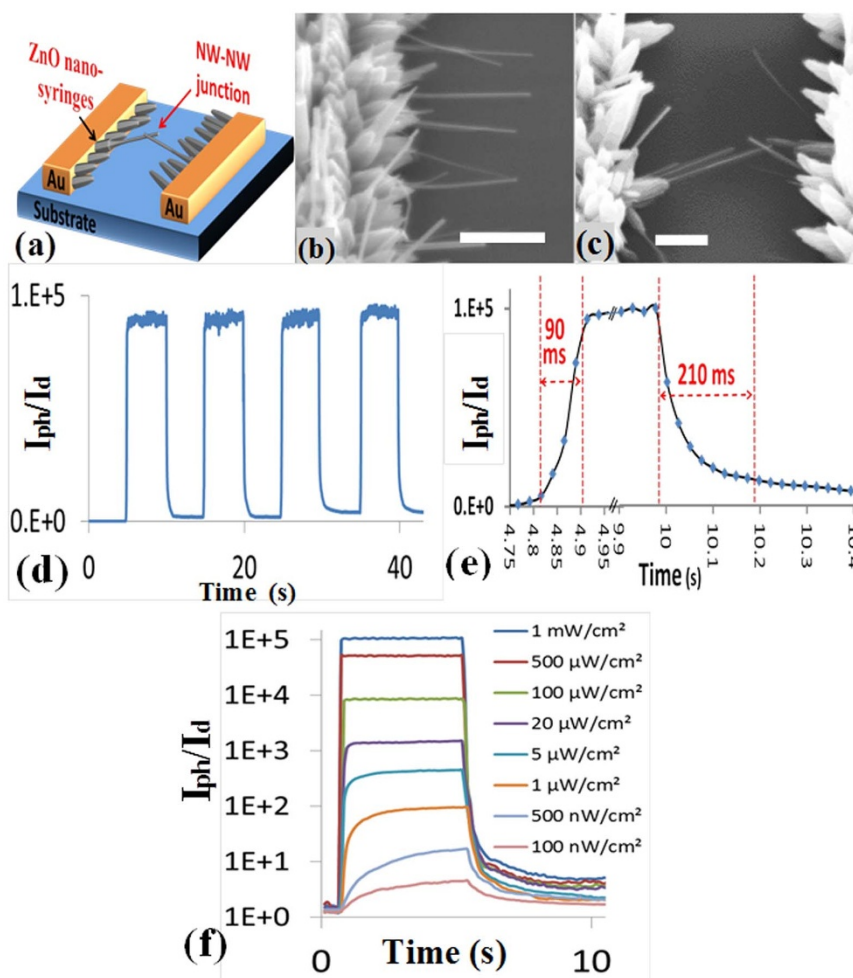 ZnO nano-
syringes
NW-NW
junction
Au
Au
Substrate
(a)
(b)
(c)
1.E+5
0.E+0
Iph/Id
0
20
40
Time (s)
(d)
1.E+5
0.E+0
Iph/Id
90
ms
210 ms
4.75
4.8
4.85
4.9
4.95
4.9
10
10.1
10.2
10.3
10.4
Time (s)
(e)
1E+5
1E+4
1E+3
1E+2
1E+1
1E+0
Iph/Id
1 mW/cm²
500 µW/cm²
100 µW/cm²
20 µW/cm²
5 µW/cm²
1 µW/cm²
500 nW/cm²
100 nW/cm²
0
10
Time (s)
(f)